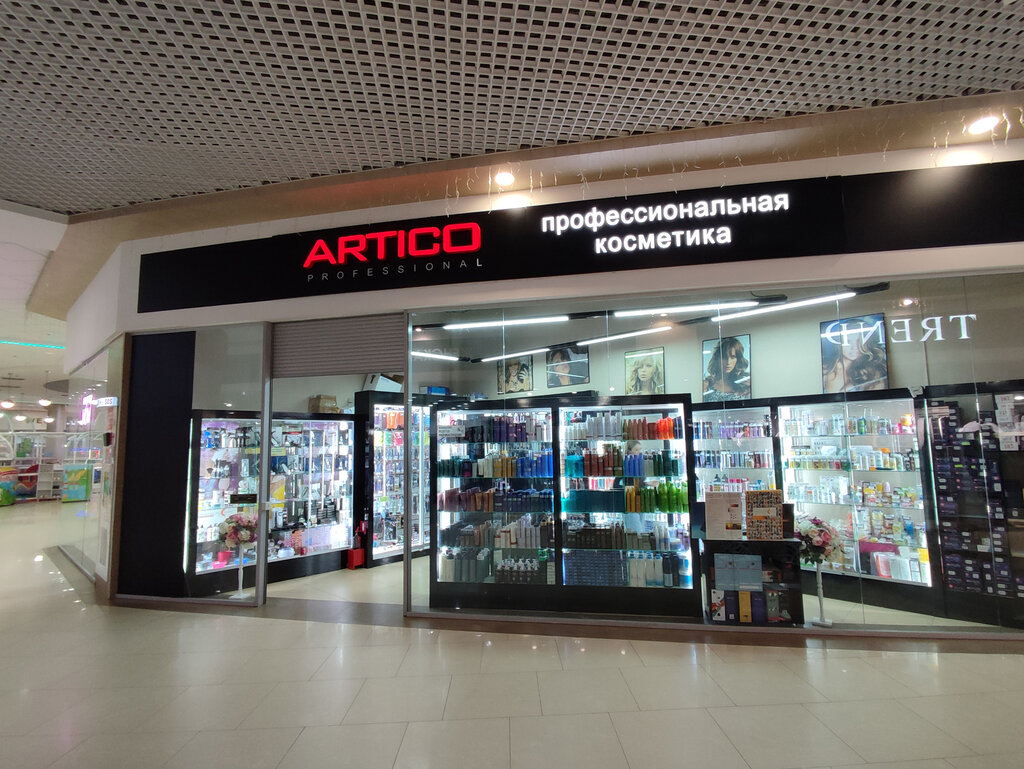 ARTICO
PROFESSIONAL
профессиональная
косметика
TREND